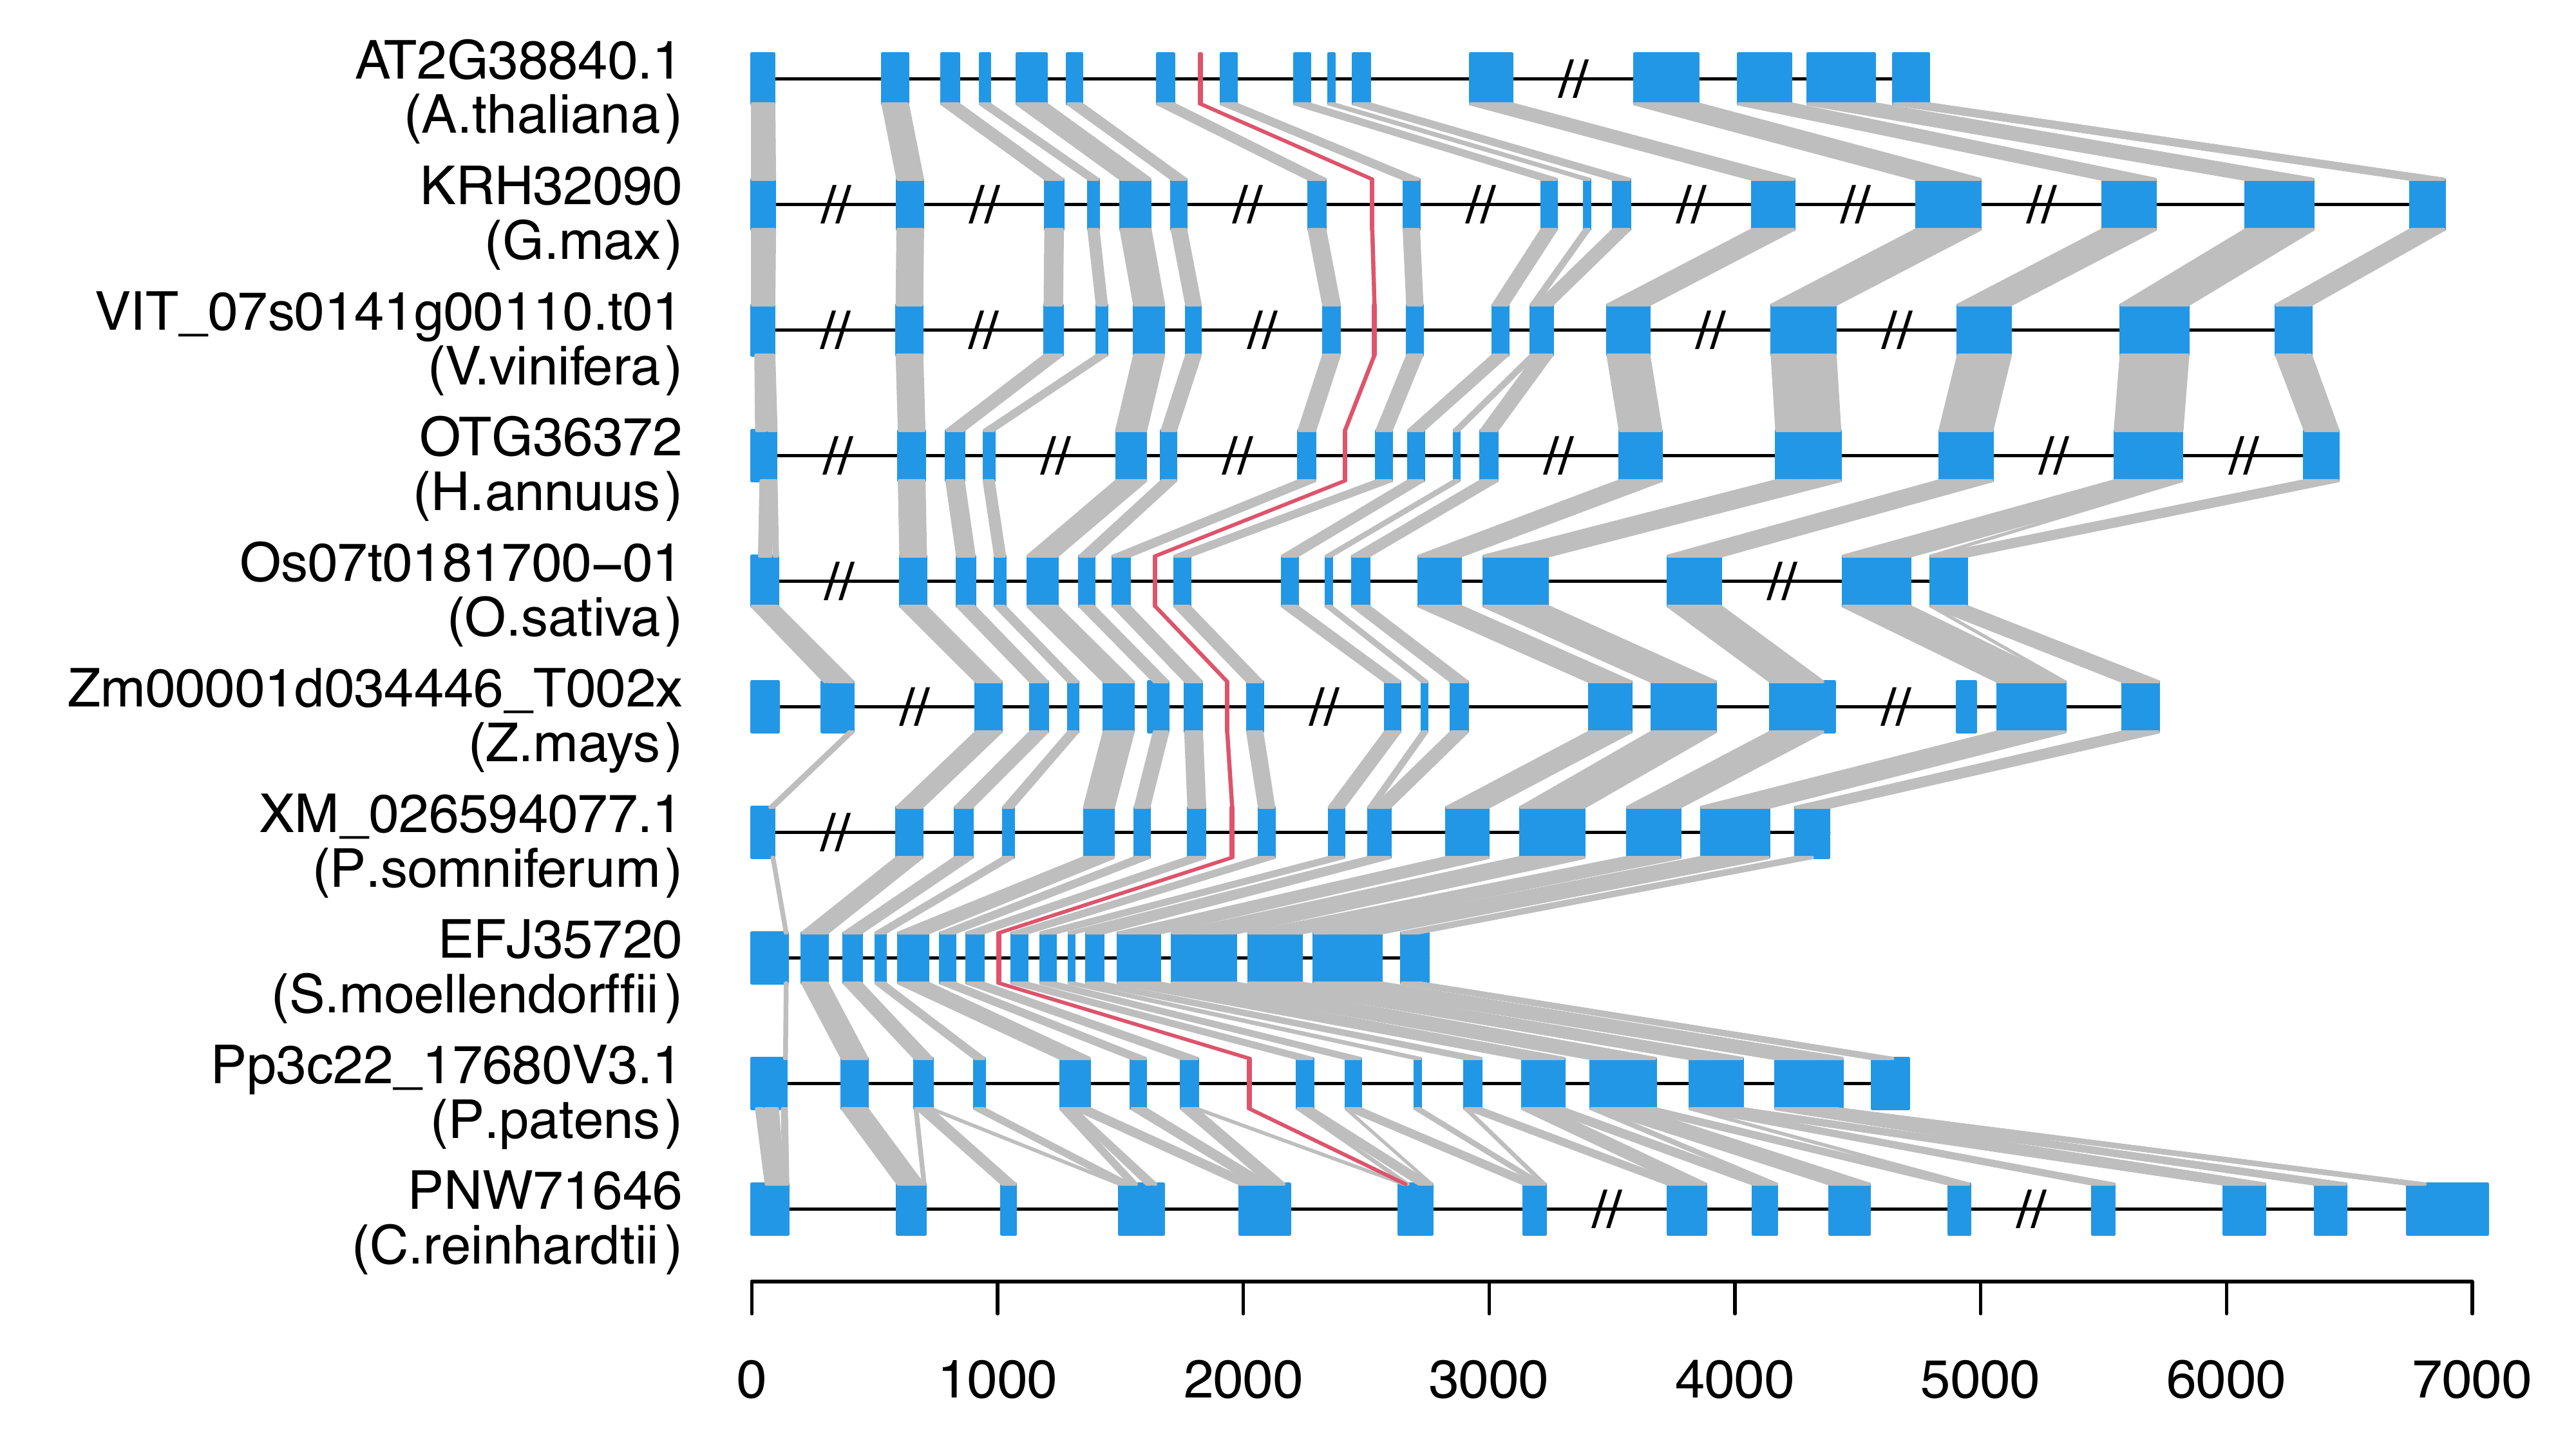 AT2G38840.1
(A.thaliana)
KRH32090
(G.max)
VIT_07s0141g00110.t01
(V.vinifera)
OTG36372
(H.annuus)
Os07t0181700−01
(O.sativa)
Zm00001d034446_T002x
(Z.mays)
XM_026594077.1
(P.somniferum)
EFJ35720
(S.moellendorffii)
Pp3c22_17680V3.1
(P.patens)
PNW71646
(C.reinhardtii)
0 1000 2000 3000 4000 5000 6000 7000